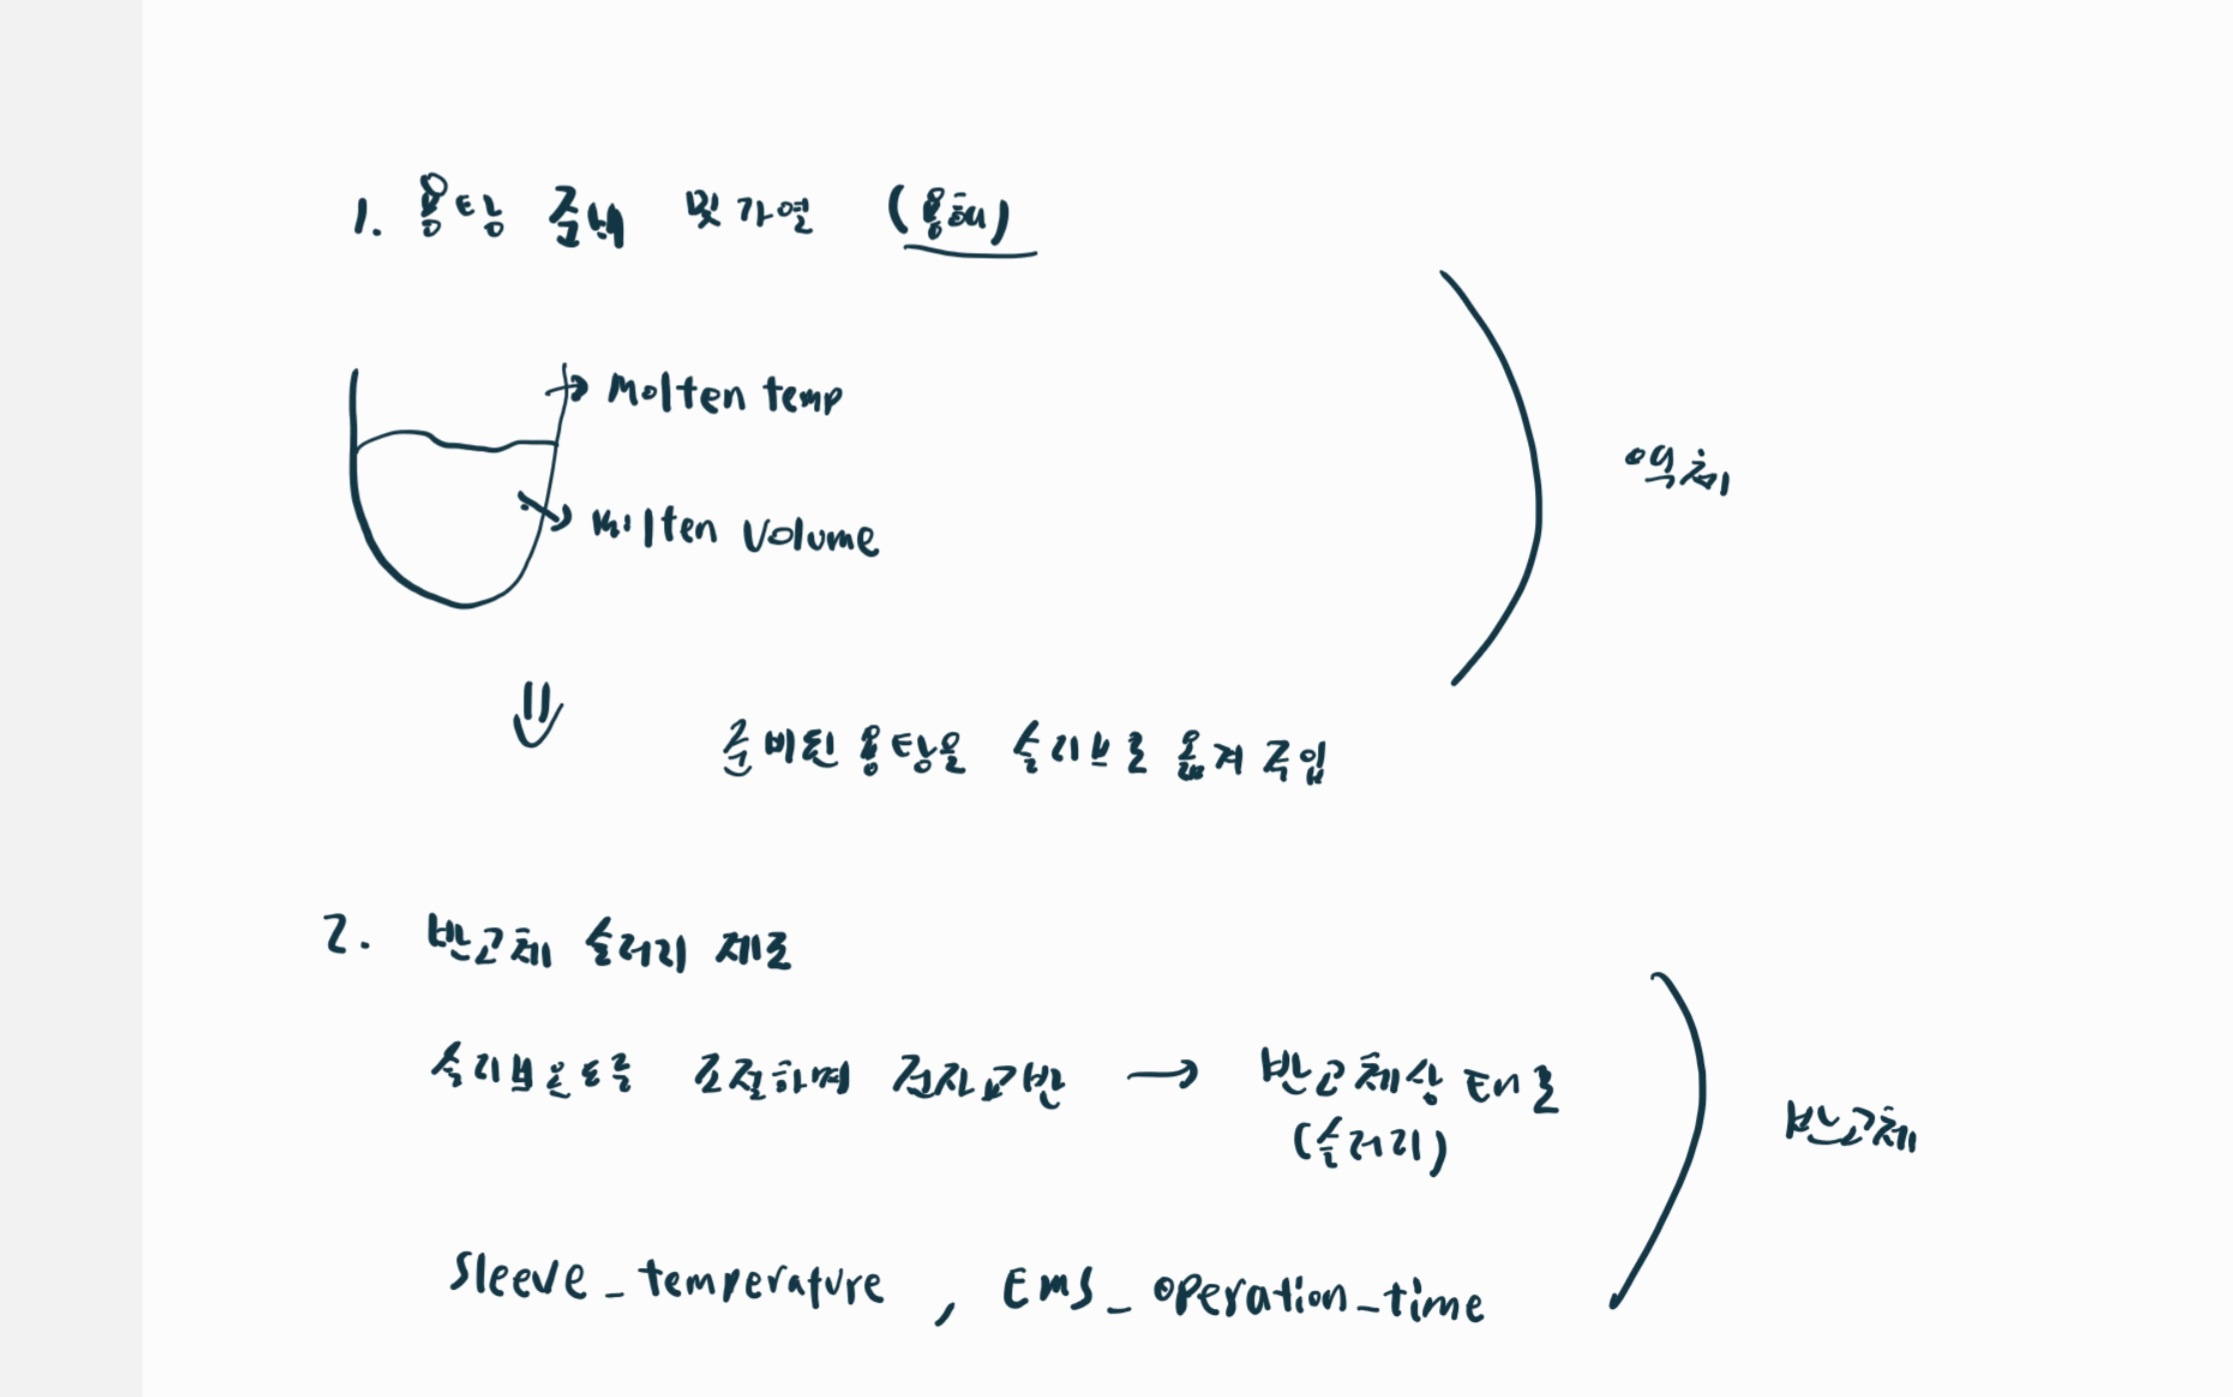 1. 용탕 준비 및 가열 (용해)
Molten temp
액체
Molten Volume
준비된 용탕을 슬리브로 옮겨 주입
2. 반고체 슬러리 제조
슬리브온도를 조절하며 전자교반 → 반고체상태로
(슬러리)
반고체
Sleeve_temperature , EMS_operation_time